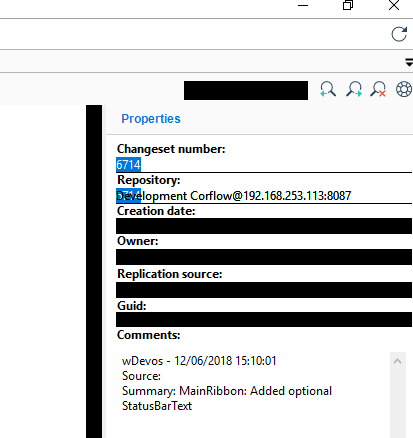 Properties
Changeset number:
6714
Repository:
Development Corflow@192.168.253.113:8087
Creation date:
Owner:
Replication source:
Guid:
Comments:
wDevos - 12/06/2018 15:10:01
Source:
Summary: MainRibbon: Added optional
StatusBarText